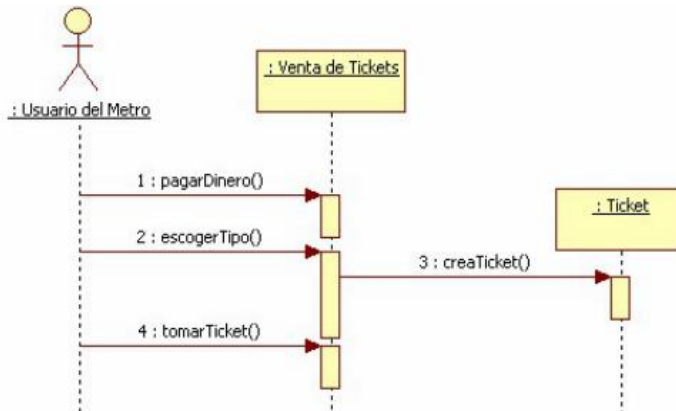 : Venta de Tickets
: Usuario del Metro
1 : pagarDinero()
: Ticket
2 : escogerTipo()
3 : creaTicket()
4 : tomarTicket()